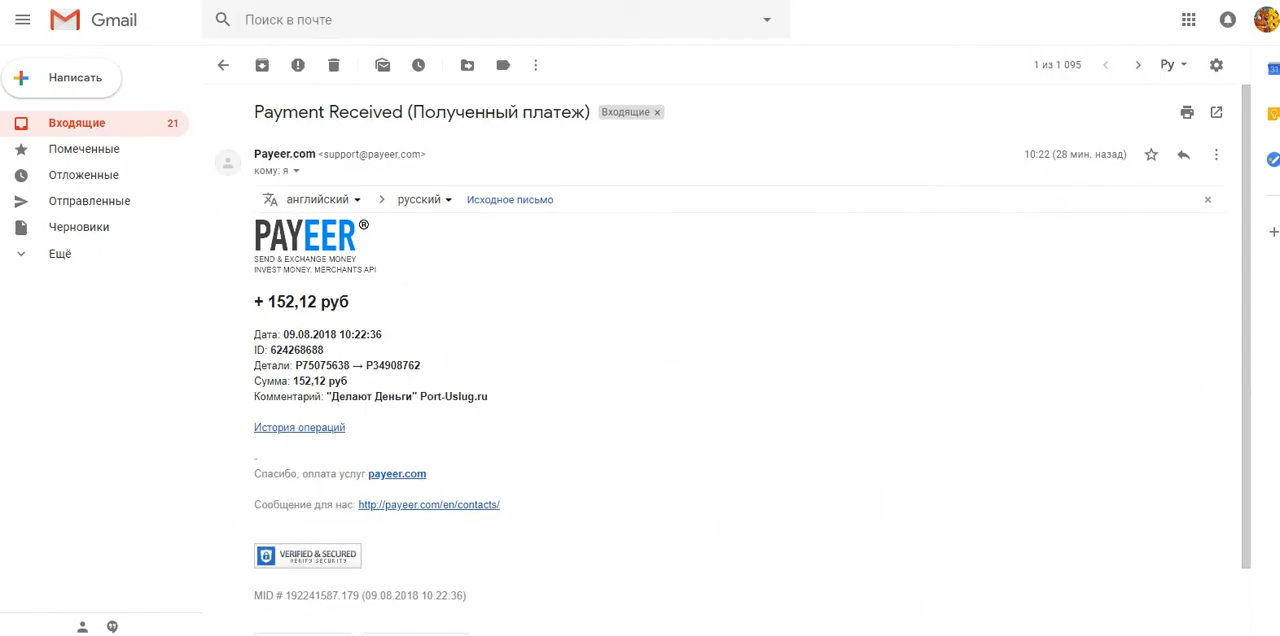 Gmail
Поиск в почте
Написать
1 из 1 095
Ру
Входящие 21
Помеченные
Отложенные
Отправленные
Черновики
Ещё
Payment Received (Полученный платеж) Входящие x
Payeer.com <support@payeer.com>
10:22 (28 мин. назад)
кому: я
английский > русский Исходное письмо
PAYEER®
SEND & EXCHANGE MONEY
INVEST MONEY, MERCHANTS API
+ 152,12 руб
Дата: 09.08.2018 10:22:36
ID: 624268688
Детали: P75075638 → P34908762
Сумма: 152,12 руб
Комментарий: "Делают Деньги" Port-Uslug.ru
История операций
-
Спасибо, оплата услуг payeer.com
Сообщение для нас: http://payeer.com/en/contacts/
VERIFIED & SECURED
VERIFY SECURITY
MID # 192241587.179 (09.08.2018 10:22:36)
31